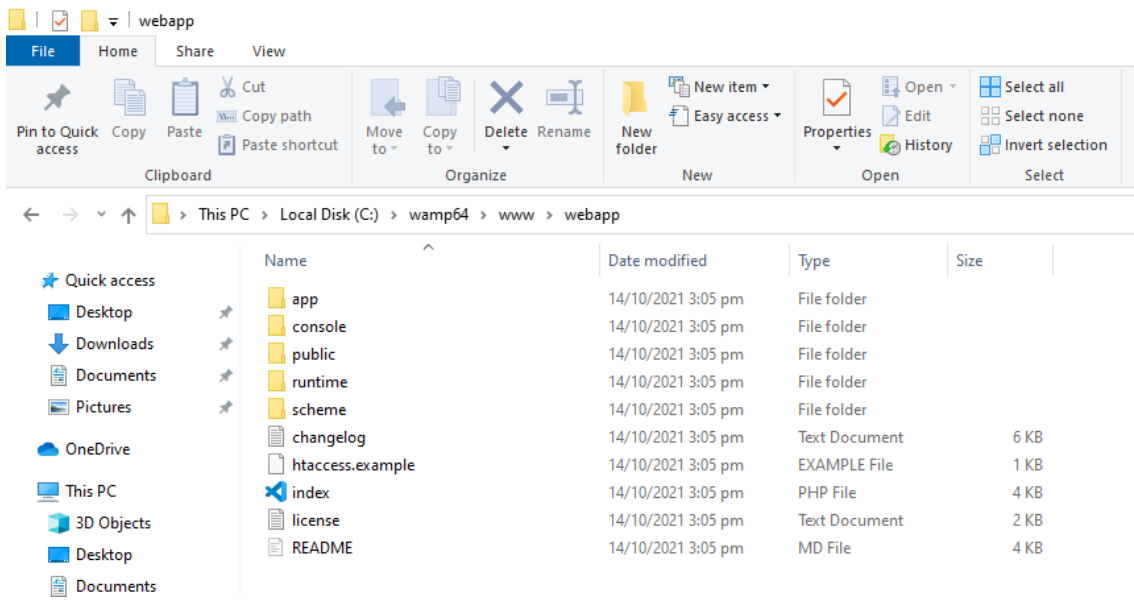 webapp
File Home Share View
Pin to Quick access Copy Paste Cut Copy path Paste shortcut
Move to Copy to Delete Rename
New folder New item Easy access
Properties Open Edit History
Select all Select none Invert selection
Clipboard Organize New Open Select
This PC > Local Disk (C:) > wamp64 > www > webapp
Name Date modified Type Size
Quick access
Desktop
Downloads
Documents
Pictures
OneDrive
This PC
3D Objects
Desktop
Documents
app 14/10/2021 3:05 pm File folder
console 14/10/2021 3:05 pm File folder
public 14/10/2021 3:05 pm File folder
runtime 14/10/2021 3:05 pm File folder
scheme 14/10/2021 3:05 pm File folder
changelog 14/10/2021 3:05 pm Text Document 6 KB
htaccess.example 14/10/2021 3:05 pm EXAMPLE File 1 KB
index 14/10/2021 3:05 pm PHP File 4 KB
license 14/10/2021 3:05 pm Text Document 2 KB
README 14/10/2021 3:05 pm MD File 4 KB